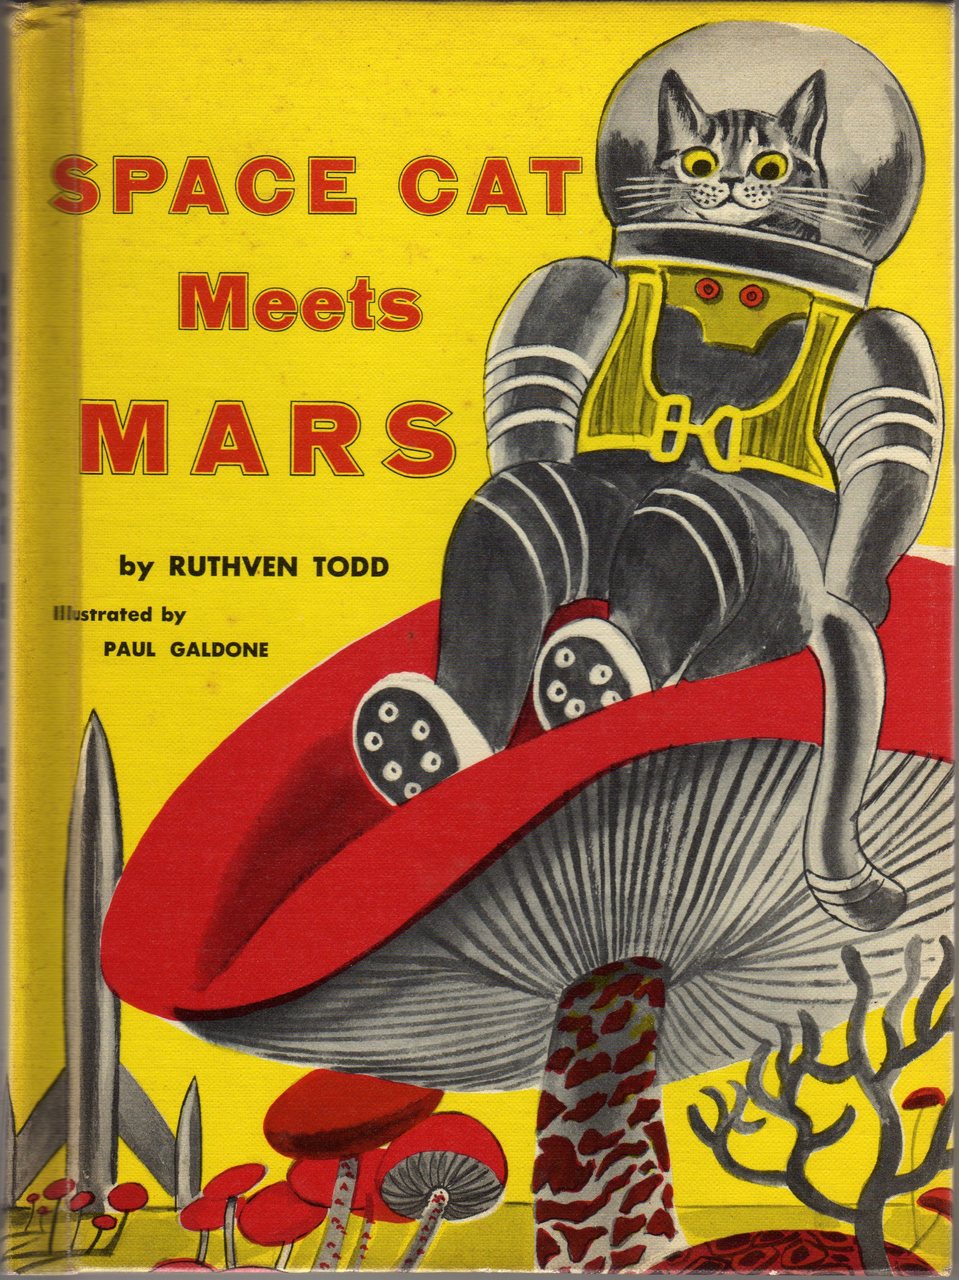 SPACE CAT
Meets
MARS
by RUTHVEN TODD
Illustrated by
PAUL GALDONE